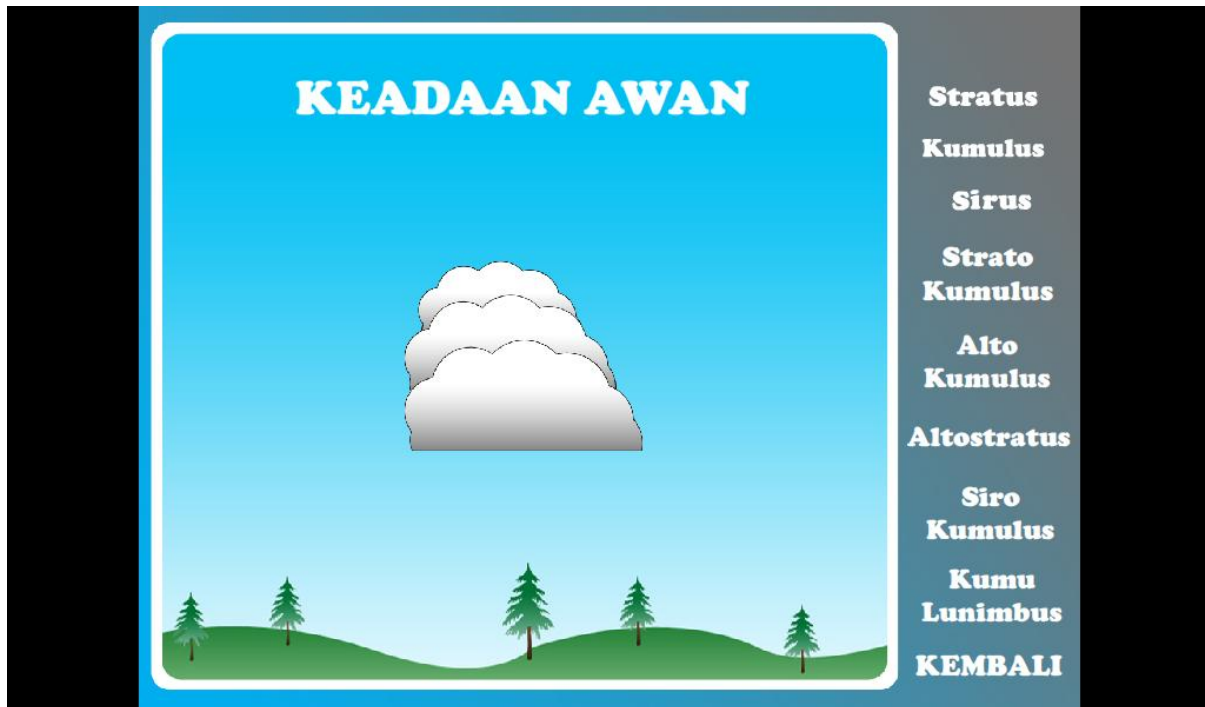 KEADAAN AWAN
Stratus
Kumulus
Sirus
Strato
Kumulus
Alto
Kumulus
Altostratus
Siro
Kumulus
Kumu
Lunimbus
KEMBALI